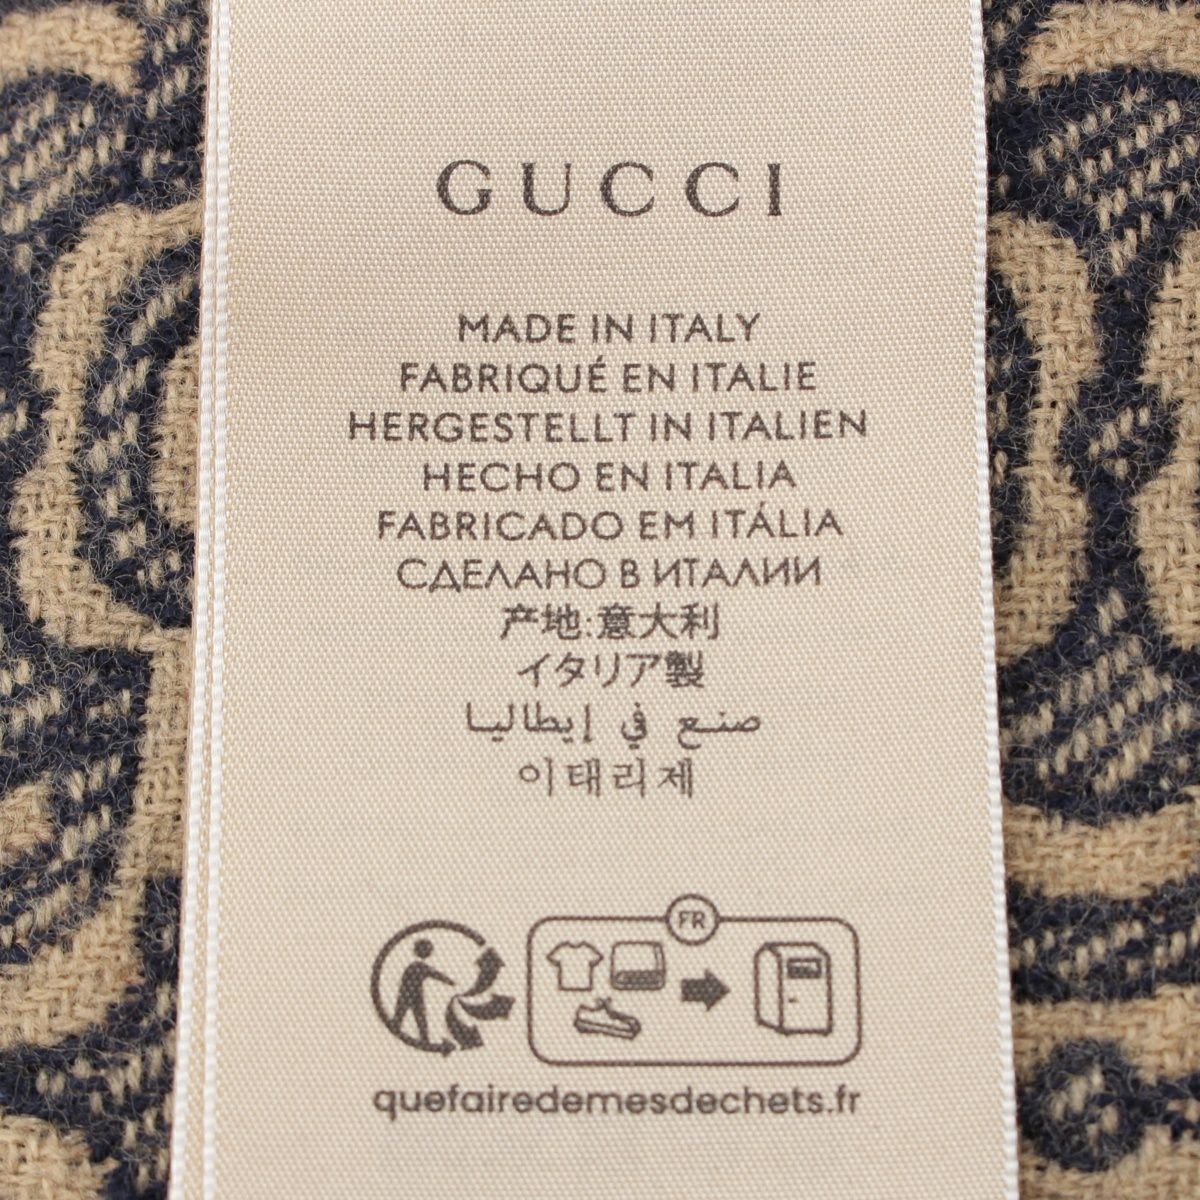 GUCCI
MADE IN ITALY
FABRIQUÉ EN ITALIE
HERGESTELLT IN ITALIEN
HECHO EN ITALIA
FABRICADO EM ITÁLIA
СДЕЛАНО В ИТАЛИИ
产地:意大利
イタリア製
صنع في إيطاليا
이태리제
FR
quefairedemesdechets.fr